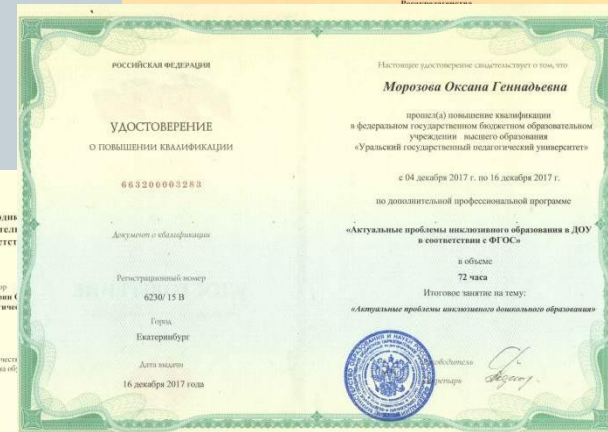 РОССИЙСКАЯ ФЕДЕРАЦИЯ
УДОСТОВЕРЕНИЕ
О ПОВЫШЕНИИ КВАЛИФИКАЦИИ
663200003283
Документ о квалификации
Регистрационный номер
6230/ 15 В
Город
Екатеринбург
Дата выдачи
16 декабря 2017 года
Настоящее удостоверение свидетельствует о том, что
Морозова Оксана Геннадьевна
прошел(а) повышение квалификации
в федеральном государственном бюджетном образовательном
учреждении высшего образования
«Уральский государственный педагогический университет»
с 04 декабря 2017 г. по 16 декабря 2017 г.
по дополнительной профессиональной программе
«Актуальные проблемы инклюзивного образования в ДОУ
в соответствии с ФГОС»
в объеме
72 часа
Итоговое занятие на тему:
«Актуальные проблемы инклюзивного дошкольного образования»